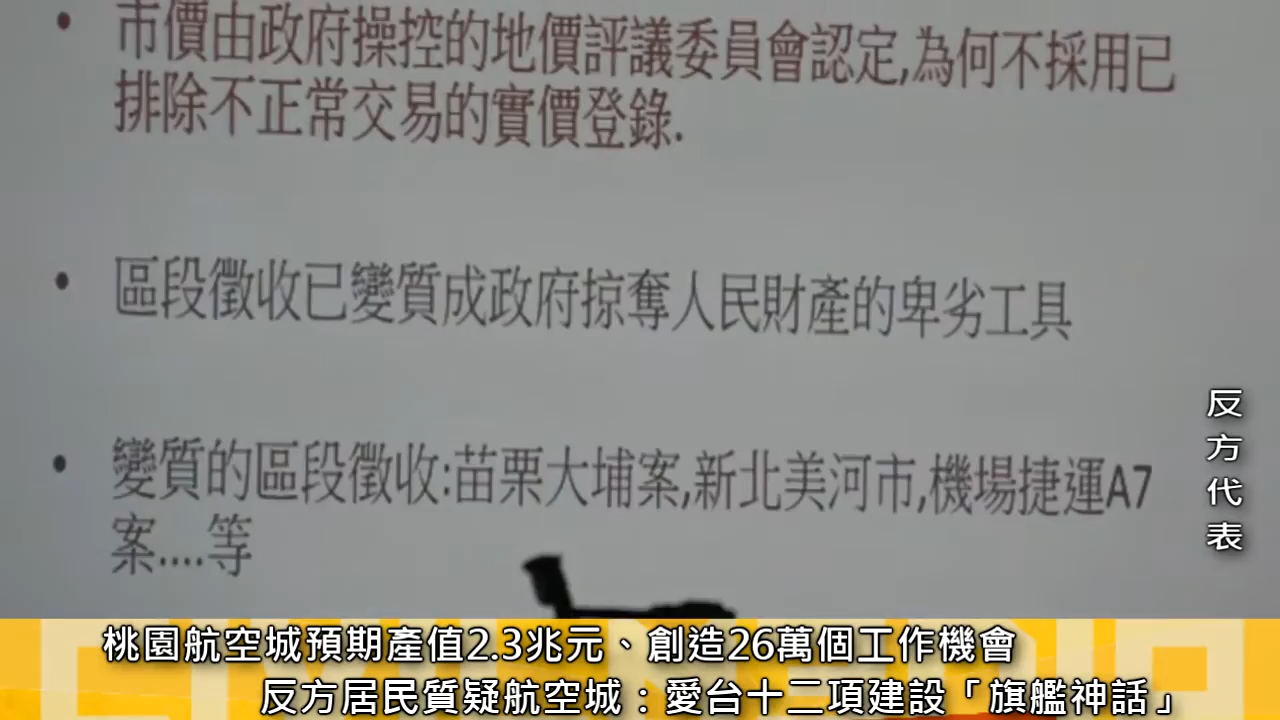 • 市價由政府操控的地價評議委員會認定,為何不採用已
排除不正常交易的實價登錄.
• 區段徵收已變質成政府掠奪人民財產的卑劣工具
• 變質的區段徵收:苗栗大埔案,新北美河市,機場捷運A7
案....等
反方代表
桃園航空城預期產值2.3兆元、創造26萬個工作機會
反方居民質疑航空城：愛台十二項建設「旗艦神話」